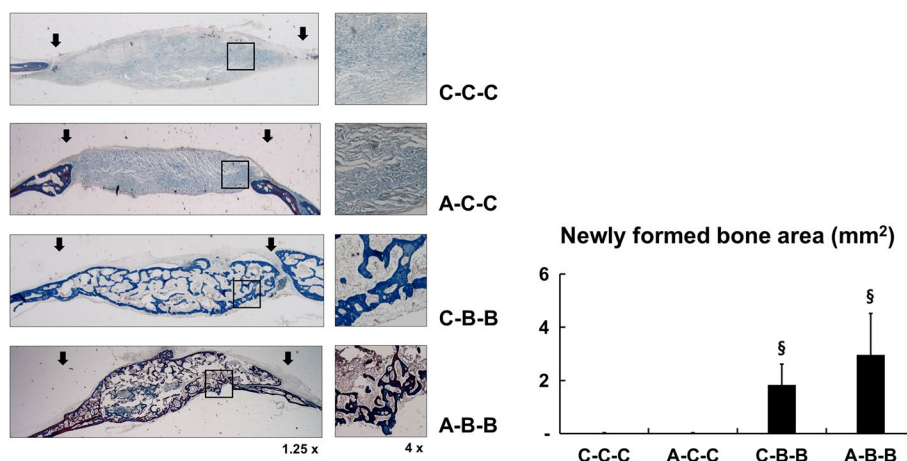 C-C-C
A-C-C
C-B-B
A-B-B
1.25 x
4 x
Newly formed bone area (mm²)
6
4
2
-
§
§
C-C-C
A-C-C
C-B-B
A-B-B